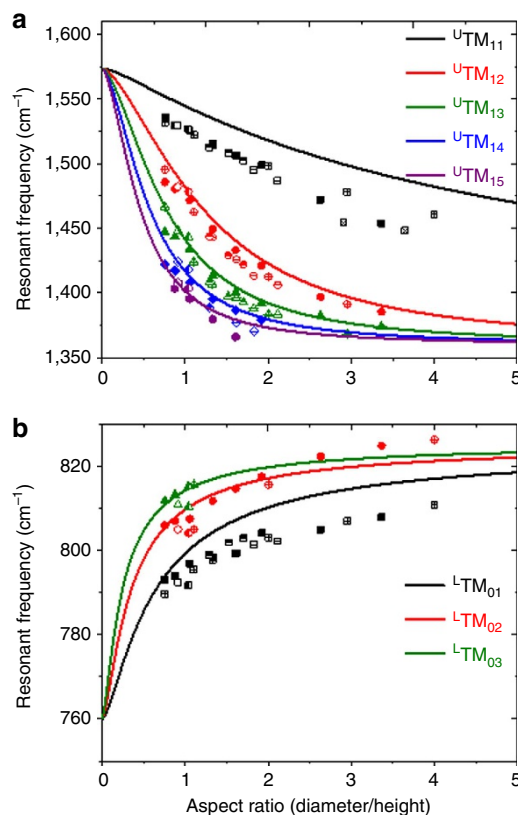 a
1,600
1,550
1,500
1,450
1,400
1,350
Resonant frequency (cm⁻¹)
ᵁTM₁₁
ᵁTM₁₂
ᵁTM₁₃
ᵁTM₁₄
ᵁTM₁₅
0 1 2 3 4 5
b
820
800
780
760
Resonant frequency (cm⁻¹)
ᴸTM₀₁
ᴸTM₀₂
ᴸTM₀₃
0 1 2 3 4 5
Aspect ratio (diameter/height)